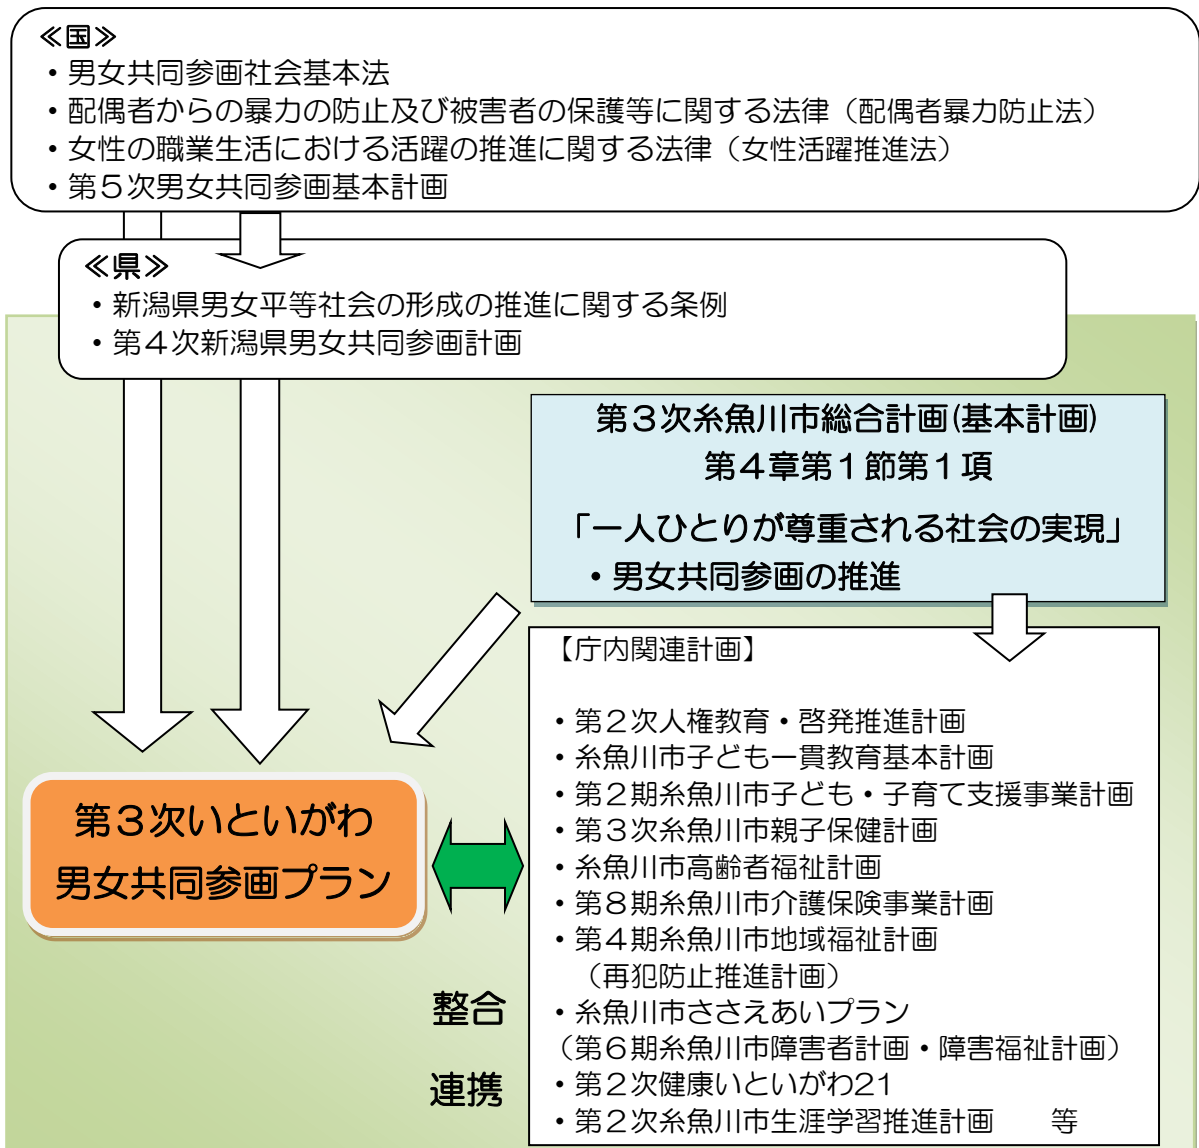 ≪国≫
・男女共同参画社会基本法
・配偶者からの暴力の防止及び被害者の保護等に関する法律（配偶者暴力防止法）
・女性の職業生活における活躍の推進に関する法律（女性活躍推進法）
・第５次男女共同参画基本計画
≪県≫
・新潟県男女平等社会の形成の推進に関する条例
・第４次新潟県男女共同参画計画
第３次糸魚川市総合計画(基本計画)
第４章第１節第１項
「一人ひとりが尊重される社会の実現」
・男女共同参画の推進
【庁内関連計画】
・第２次人権教育・啓発推進計画
・糸魚川市子ども一貫教育基本計画
・第２期糸魚川市子ども・子育て支援事業計画
・第３次糸魚川市親子保健計画
・糸魚川市高齢者福祉計画
・第８期糸魚川市介護保険事業計画
・第４期糸魚川市地域福祉計画
（再犯防止推進計画）
・糸魚川市ささえあいプラン
（第６期糸魚川市障害者計画・障害福祉計画）
・第２次健康いといがわ21
・第２次糸魚川市生涯学習推進計画　　等
第３次いといがわ
男女共同参画プラン
整合
連携